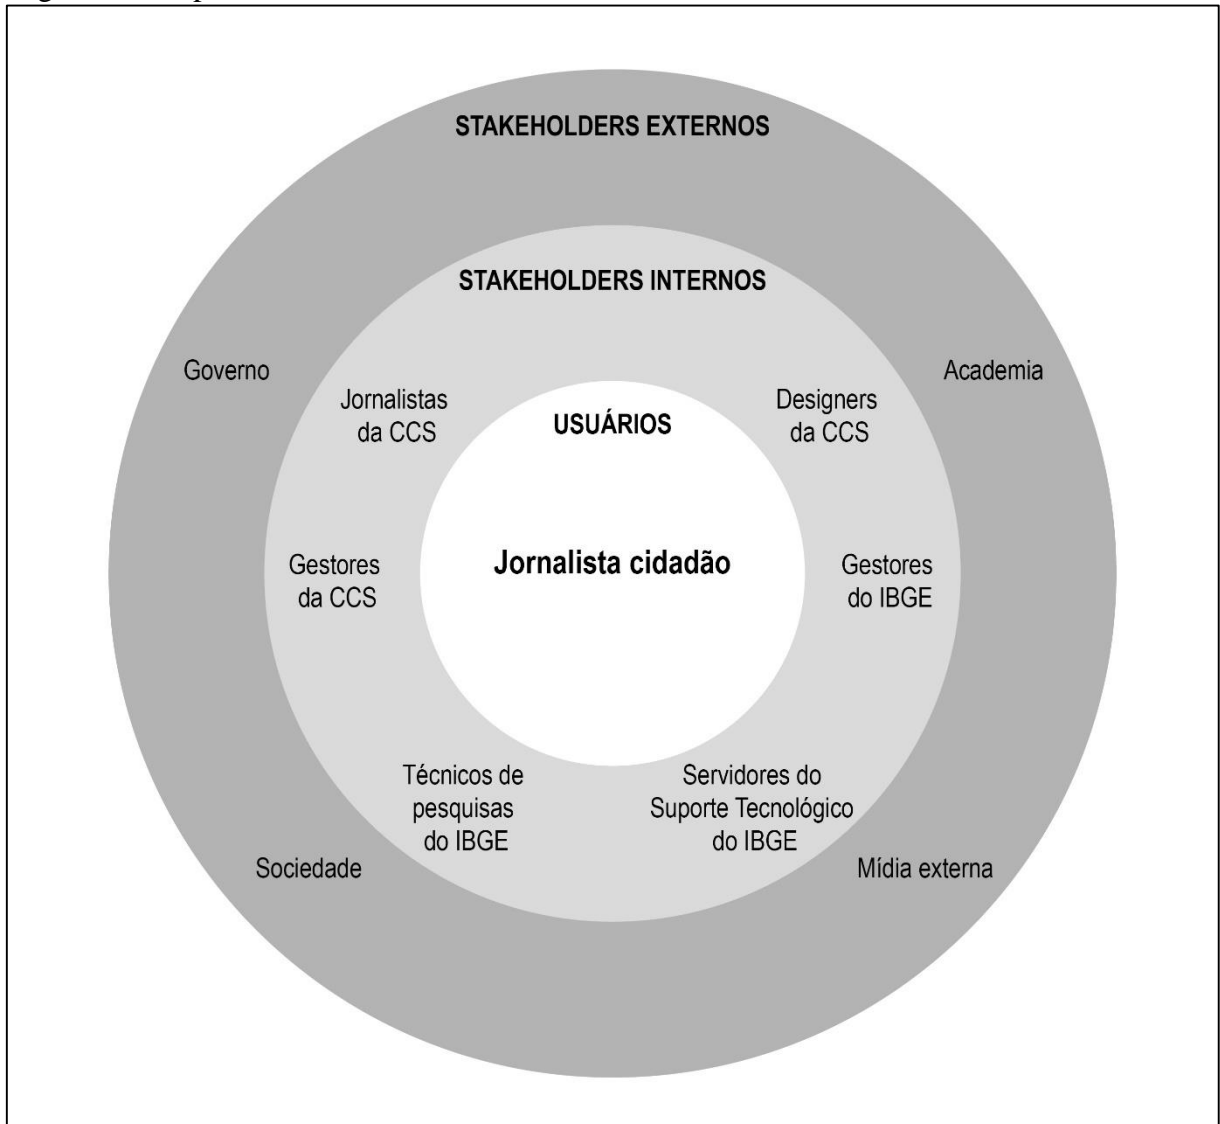 STAKEHOLDERS EXTERNOS
STAKEHOLDERS INTERNOS
Governo
Academia
Jornalistas
da CCS
Designers
da CCS
USUÁRIOS
Jornalista cidadão
Gestores
da CCS
Gestores
do IBGE
Técnicos de
pesquisas
do IBGE
Servidores do
Suporte Tecnológico
do IBGE
Sociedade
Mídia externa